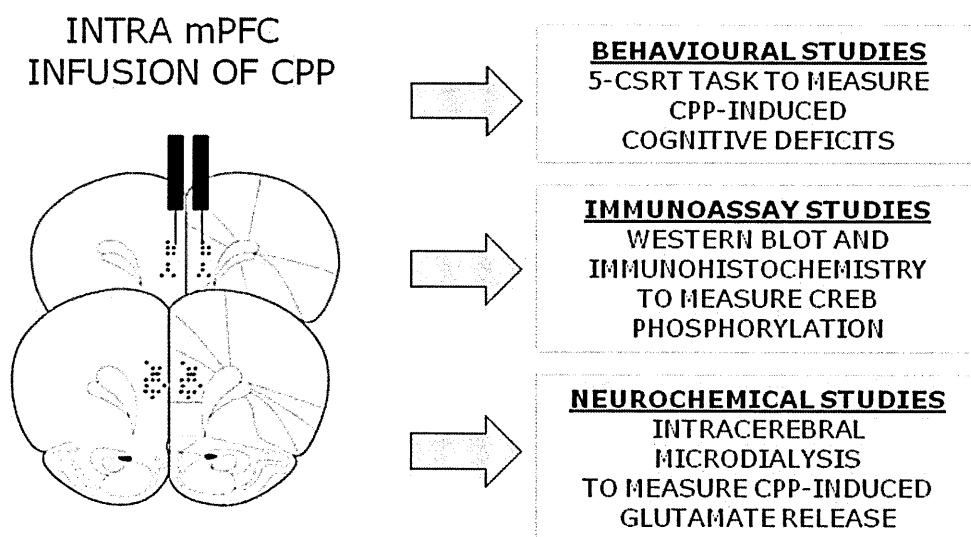 INTRA mPFC
INFUSION OF CPP
BEHAVIOURAL STUDIES
5-CSRT TASK TO MEASURE
CPP-INDUCED
COGNITIVE DEFICITS
IMMUNOASSAY STUDIES
WESTERN BLOT AND
IMMUNOHISTOCHEMISTRY
TO MEASURE CREB
PHOSPHORYLATION
NEUROCHEMICAL STUDIES
INTRACEREBRAL
MICRODIALYSIS
TO MEASURE CPP-INDUCED
GLUTAMATE RELEASE